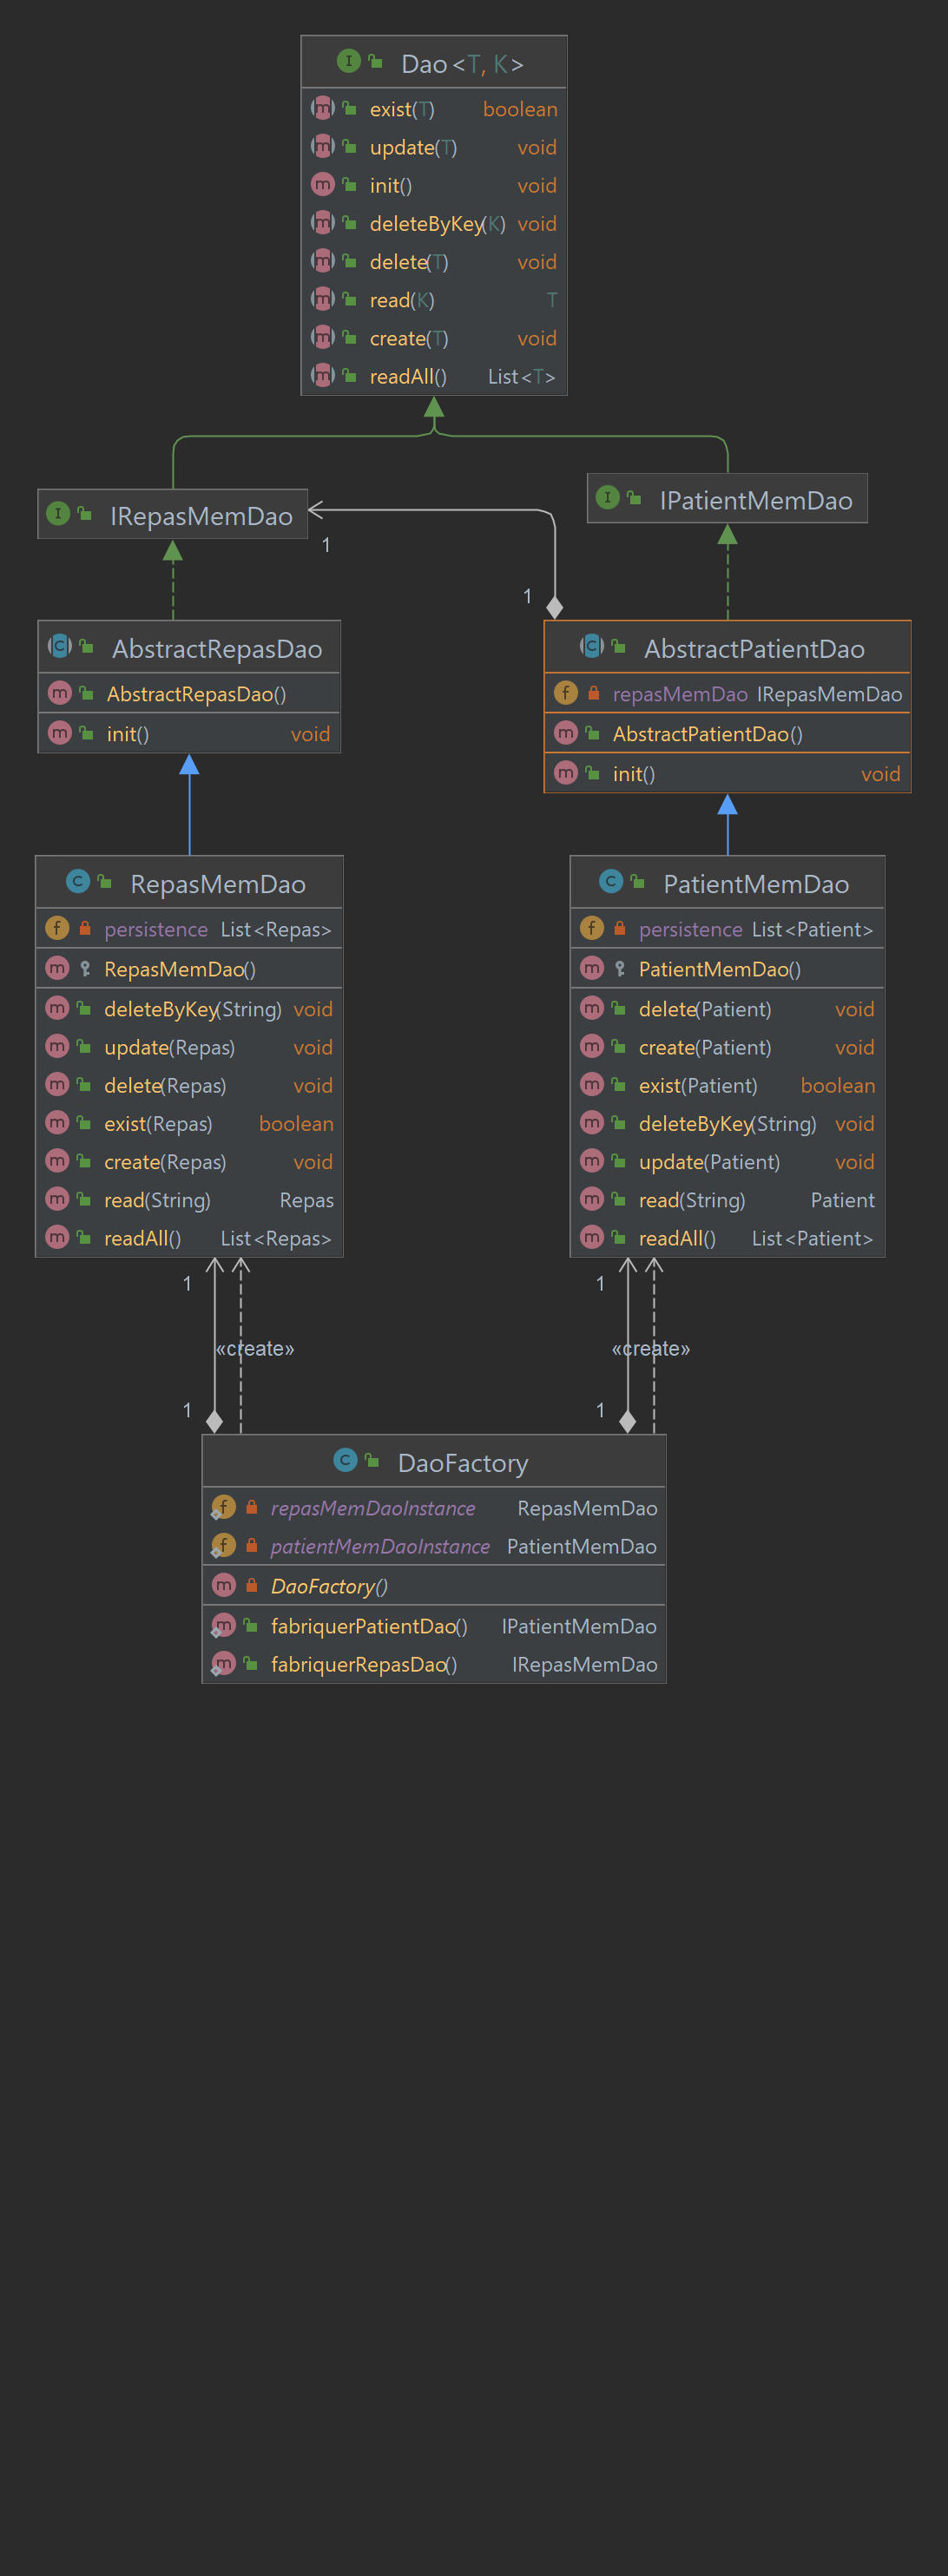 Dao<T, K>
exist(T) boolean
update(T) void
init() void
deleteByKey(K) void
delete(T) void
read(K) T
create(T) void
readAll() List<T>
IRepasMemDao
IPatientMemDao
1
1
AbstractRepasDao
AbstractRepasDao()
init() void
AbstractPatientDao
repasMemDao IRepasMemDao
AbstractPatientDao()
init() void
RepasMemDao
persistence List<Repas>
RepasMemDao()
deleteByKey(String) void
update(Repas) void
delete(Repas) void
exist(Repas) boolean
create(Repas) void
read(String) Repas
readAll() List<Repas>
PatientMemDao
persistence List<Patient>
PatientMemDao()
delete(Patient) void
create(Patient) void
exist(Patient) boolean
deleteByKey(String) void
update(Patient) void
read(String) Patient
readAll() List<Patient>
1
1
«create»
«create»
1
1
DaoFactory
repasMemDaoInstance RepasMemDao
patientMemDaoInstance PatientMemDao
DaoFactory()
fabriquerPatientDao() IPatientMemDao
fabriquerRepasDao() IRepasMemDao